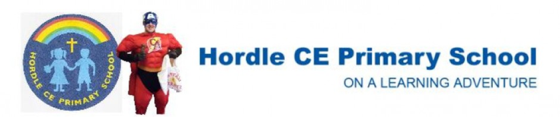 HORDLE CE PRIMARY SCHOOL
Hordle CE Primary School
ON A LEARNING ADVENTURE